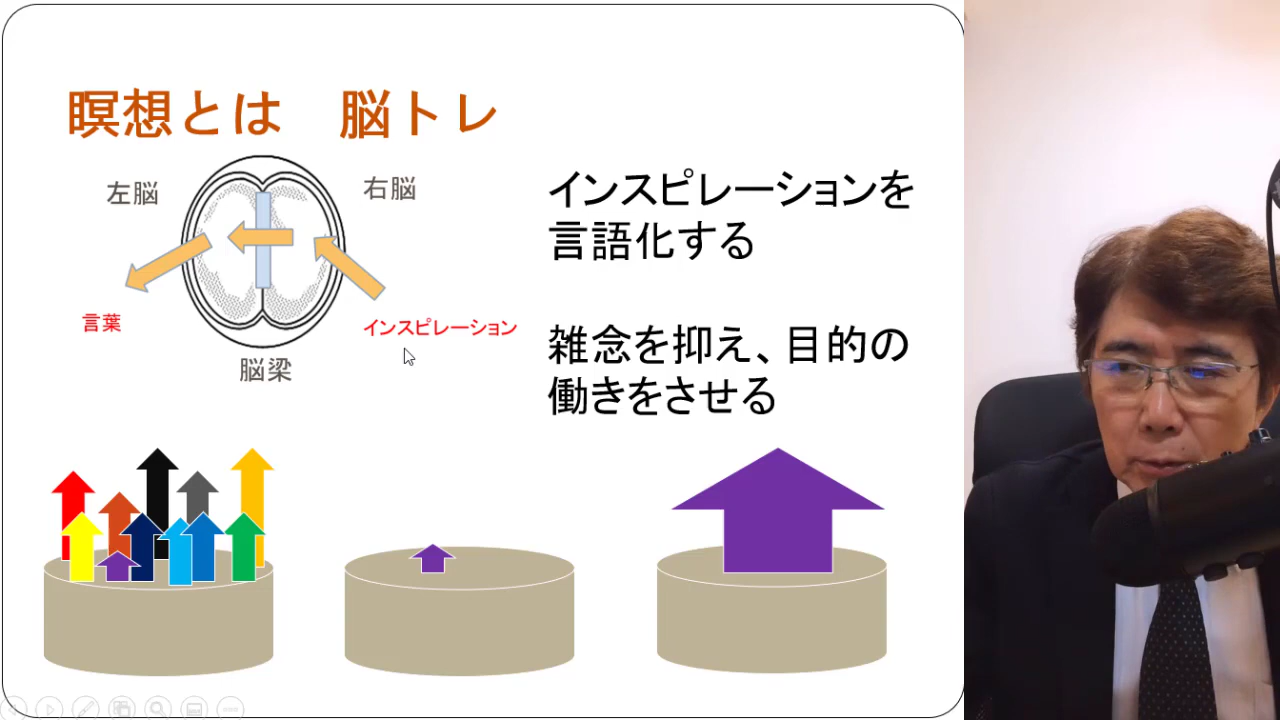 瞑想とは　脳トレ
左脳
右脳
言葉
インスピレーション
脳梁
インスピレーションを
言語化する
雑念を抑え、目的の
働きをさせる